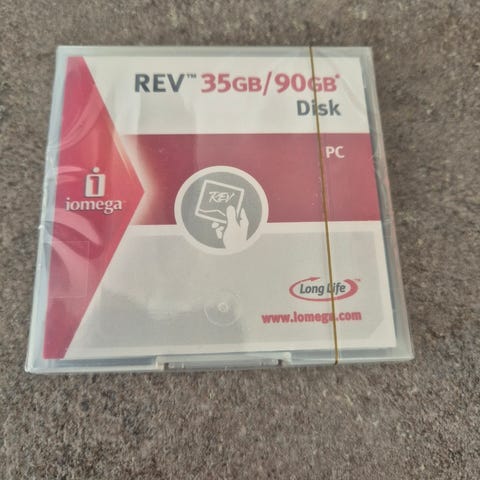 REV™ 35GB/90GB*
Disk
PC
iomega
REV
Long Life™
www.iomega.com